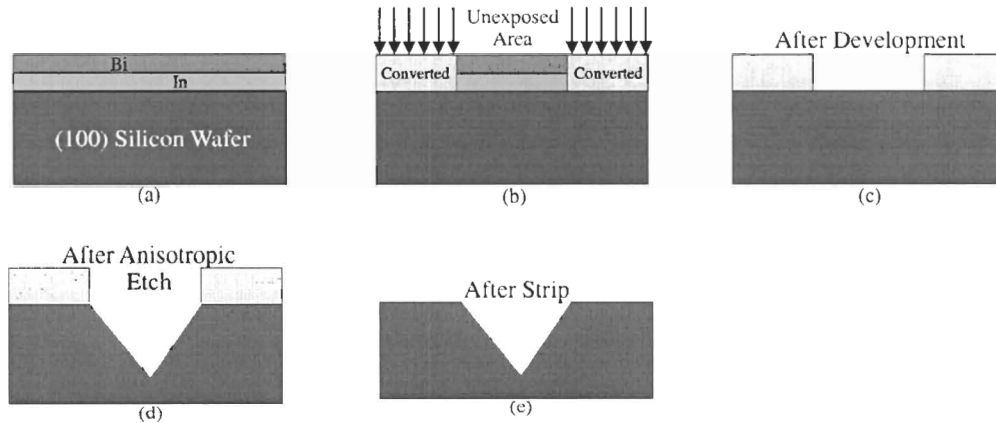 Bi
In
(100) Silicon Wafer
(a)
Unexposed
Area
Converted
Converted
(b)
After Development
(c)
After Anisotropic
Etch
(d)
After Strip
(e)